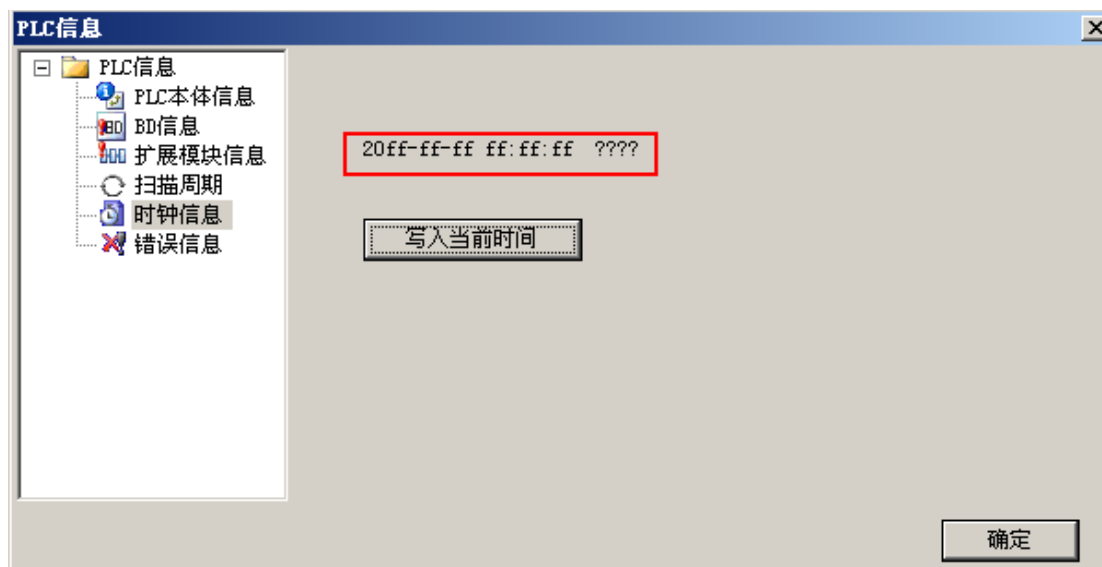 PLC信息
PLC信息
PLC本体信息
BD信息
扩展模块信息
扫描周期
时钟信息
错误信息
20ff-ff-ff ff:ff:ff ????
写入当前时间
确定